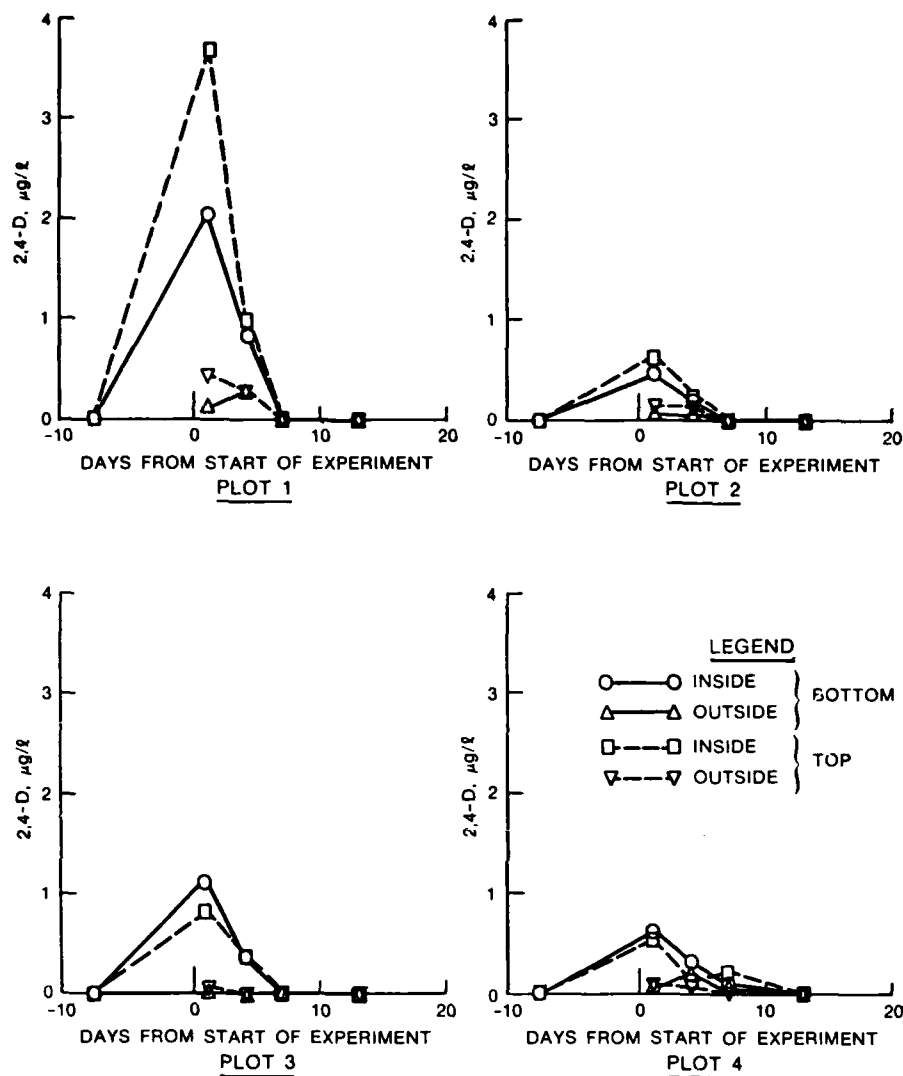 4
3
2
1
0
2,4-D, µg/ℓ
-10
0
10
20
DAYS FROM START OF EXPERIMENT
PLOT 1
4
3
2
1
0
2,4-D, µg/ℓ
-10
0
10
20
DAYS FROM START OF EXPERIMENT
PLOT 2
4
3
2
1
0
2,4-D, µg/ℓ
-10
0
10
20
DAYS FROM START OF EXPERIMENT
PLOT 3
4
3
2
1
0
2,4-D, µg/ℓ
LEGEND
INSIDE
OUTSIDE
BOTTOM
INSIDE
OUTSIDE
TOP
-10
0
10
20
DAYS FROM START OF EXPERIMENT
PLOT 4